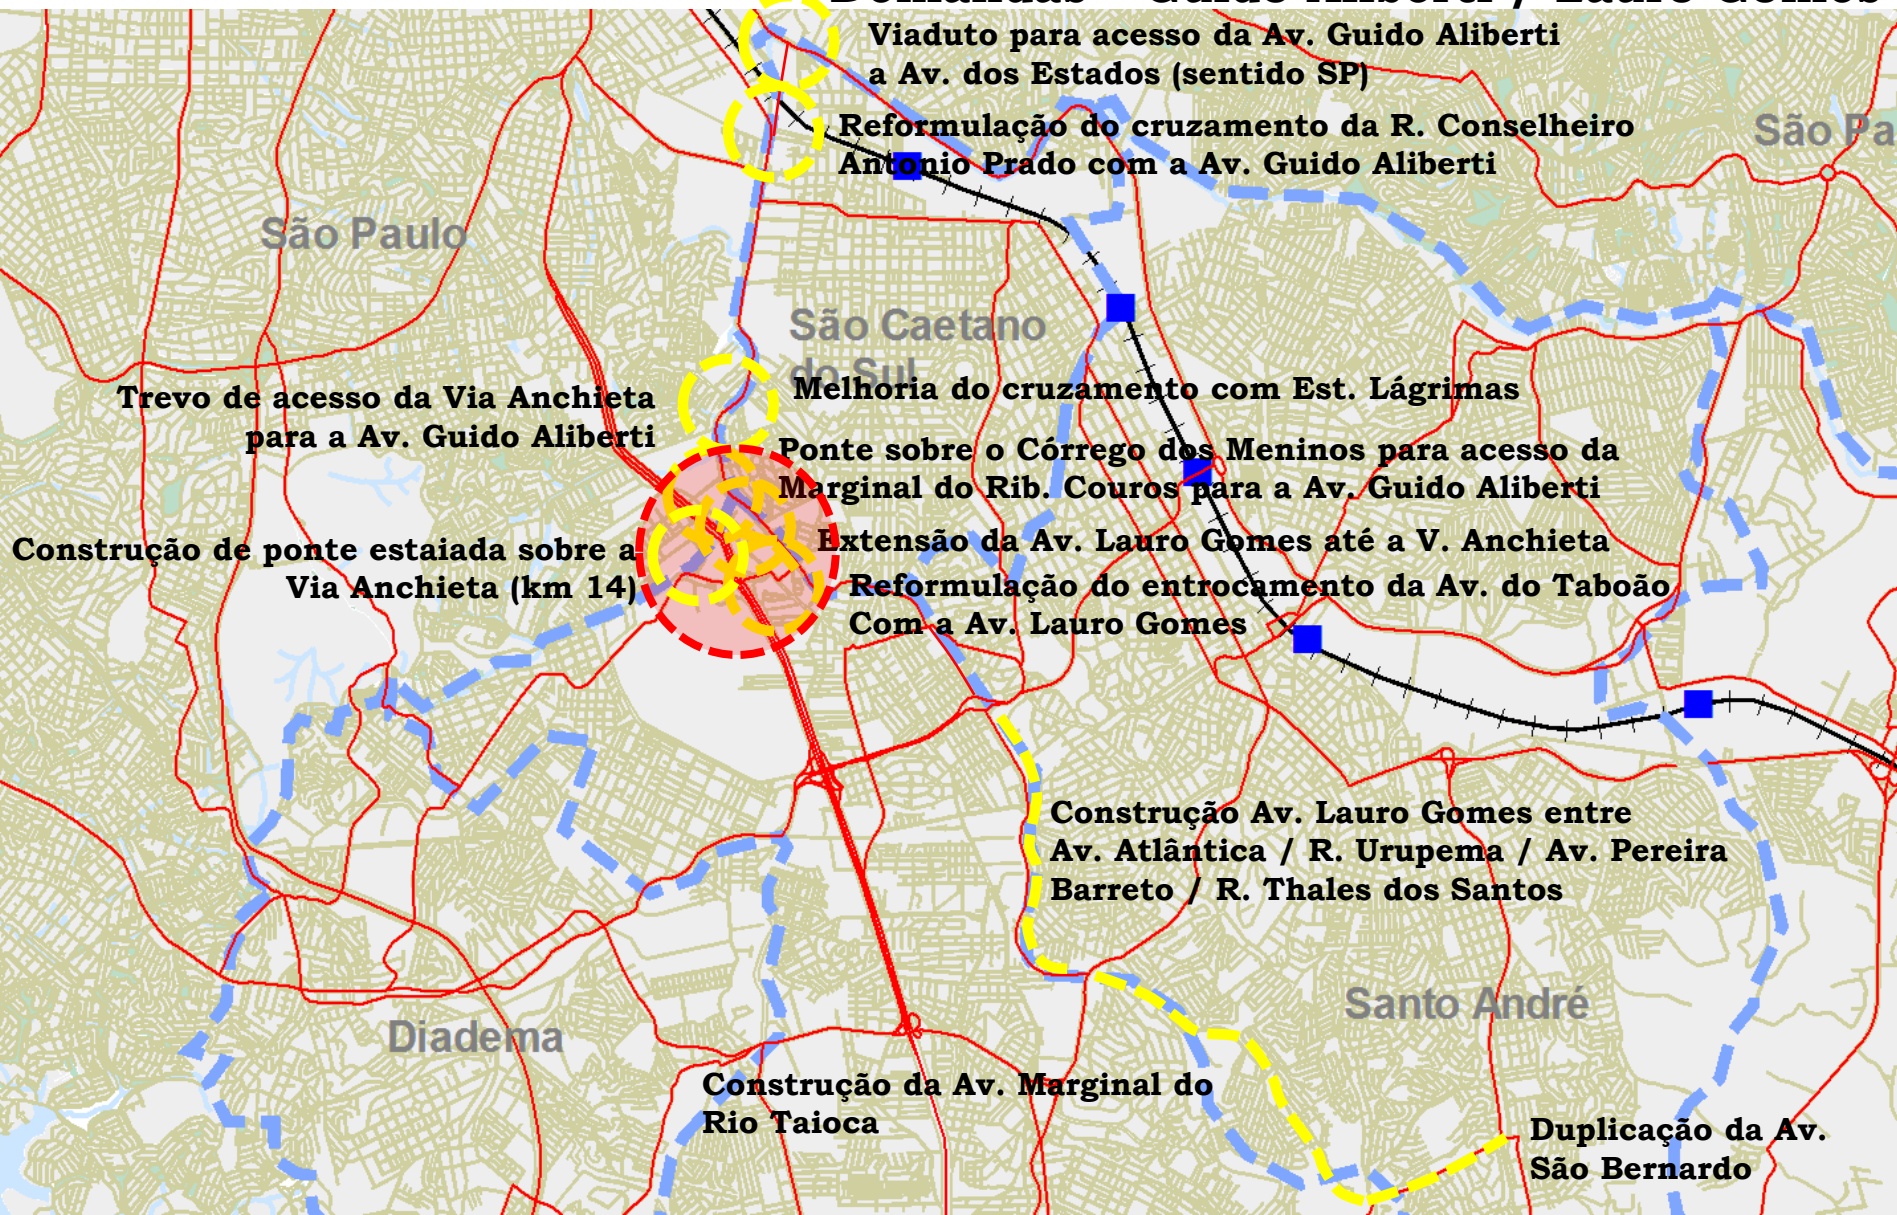 Guido Aliberti / Lauro Gomes
Viaduto para acesso da Av. Guido Aliberti
a Av. dos Estados (sentido SP)
Reformulação do cruzamento da R. Conselheiro
Antonio Prado com a Av. Guido Aliberti
São Pa
São Paulo
São Caetano
do Sul
Melhoria do cruzamento com Est. Lágrimas
Trevo de acesso da Via Anchieta
para a Av. Guido Aliberti
Ponte sobre o Córrego dos Meninos para acesso da
Marginal do Rib. Couros para a Av. Guido Aliberti
Construção de ponte estaiada sobre a
Via Anchieta (km 14)
Extensão da Av. Lauro Gomes até a V. Anchieta
Reformulação do entrocamento da Av. do Taboão
Com a Av. Lauro Gomes
Construção Av. Lauro Gomes entre
Av. Atlântica / R. Urupema / Av. Pereira
Barreto / R. Thales dos Santos
Santo André
Diadema
Construção da Av. Marginal do
Rio Taioca
Duplicação da Av.
São Bernardo